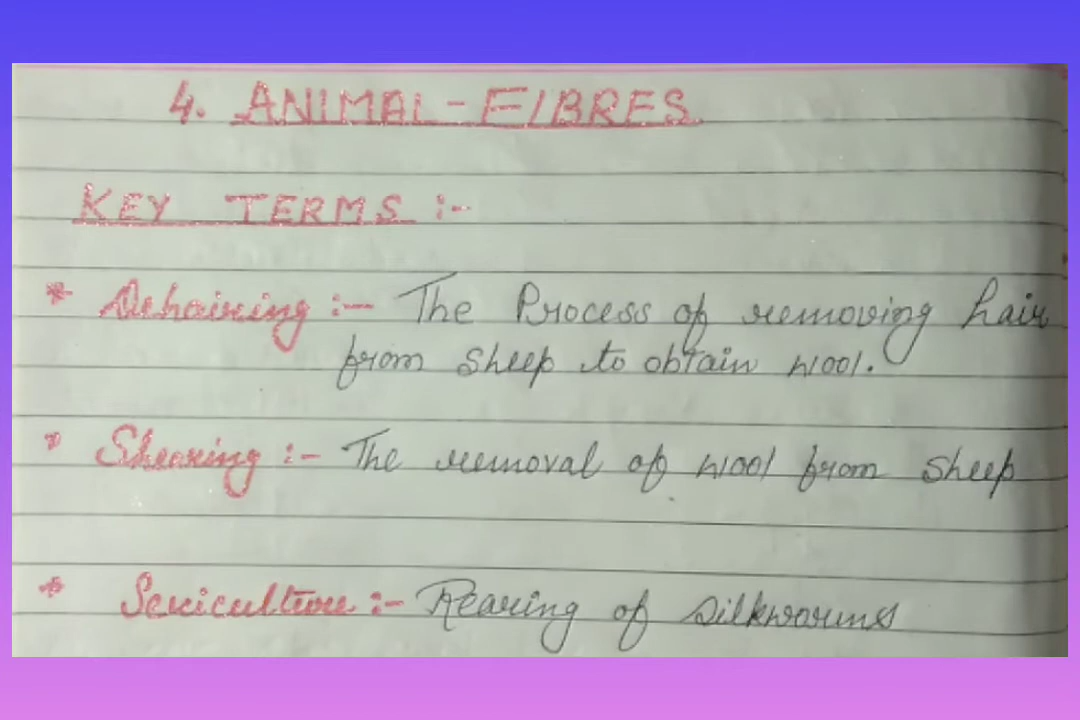 4. ANIMAL - FIBRES
KEY TERMS :-
* Dehairing :- The Process of removing hair
from sheep to obtain wool.
* Shearing :- The removal of wool from sheep
* Sericulture :- Rearing of silkworms